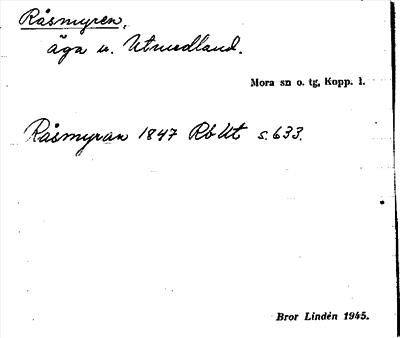 Råsmyren,
äga u. Utmedland.
Mora sn o. tg, Kopp. l.
Råsmyran 1847 Rb Ut s. 633.
Bror Lindén 1945.